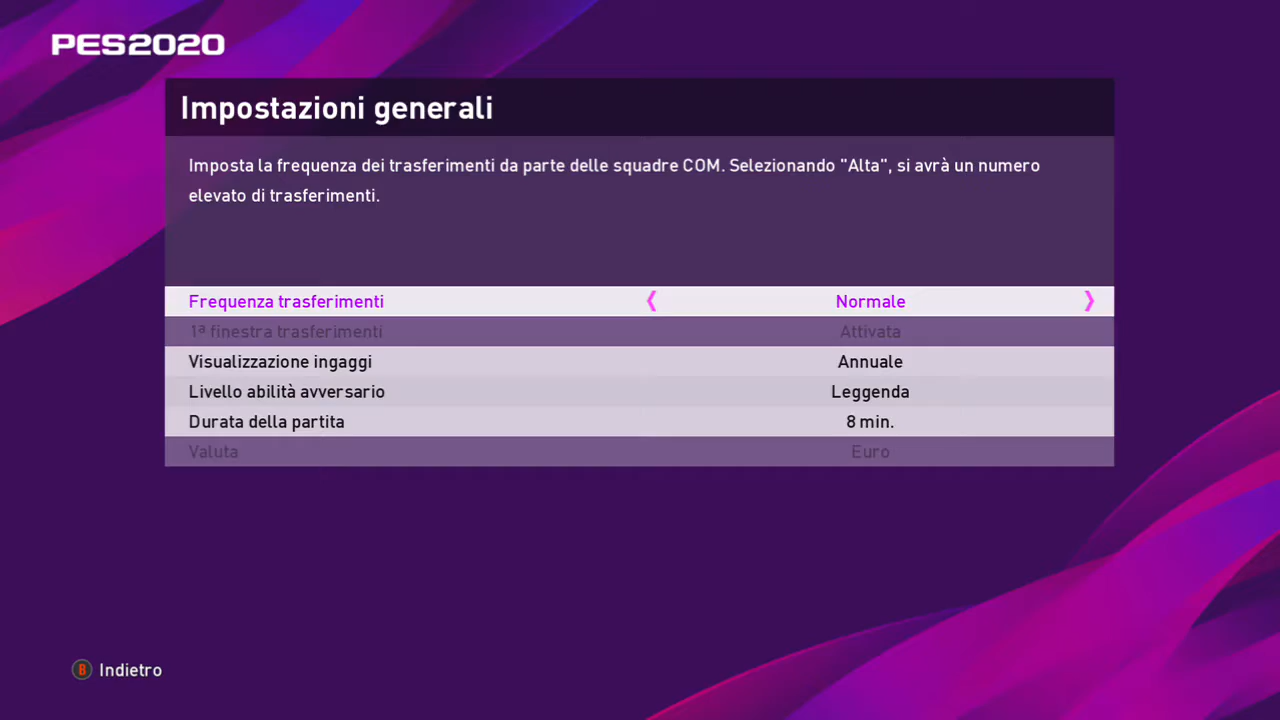 PES2020
Impostazioni generali
Imposta la frequenza dei trasferimenti da parte delle squadre COM. Selezionando "Alta", si avrà un numero
elevato di trasferimenti.
Frequenza trasferimenti Normale
1ª finestra trasferimenti Attivata
Visualizzazione ingaggi Annuale
Livello abilità avversario Leggenda
Durata della partita 8 min.
Valuta Euro
B Indietro